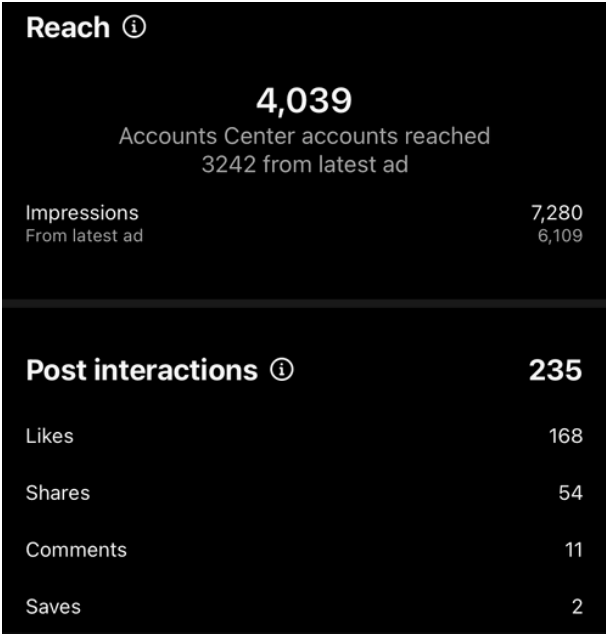 Reach
4,039
Accounts Center accounts reached
3242 from latest ad
Impressions 7,280
From latest ad 6,109
Post interactions 235
Likes 168
Shares 54
Comments 11
Saves 2